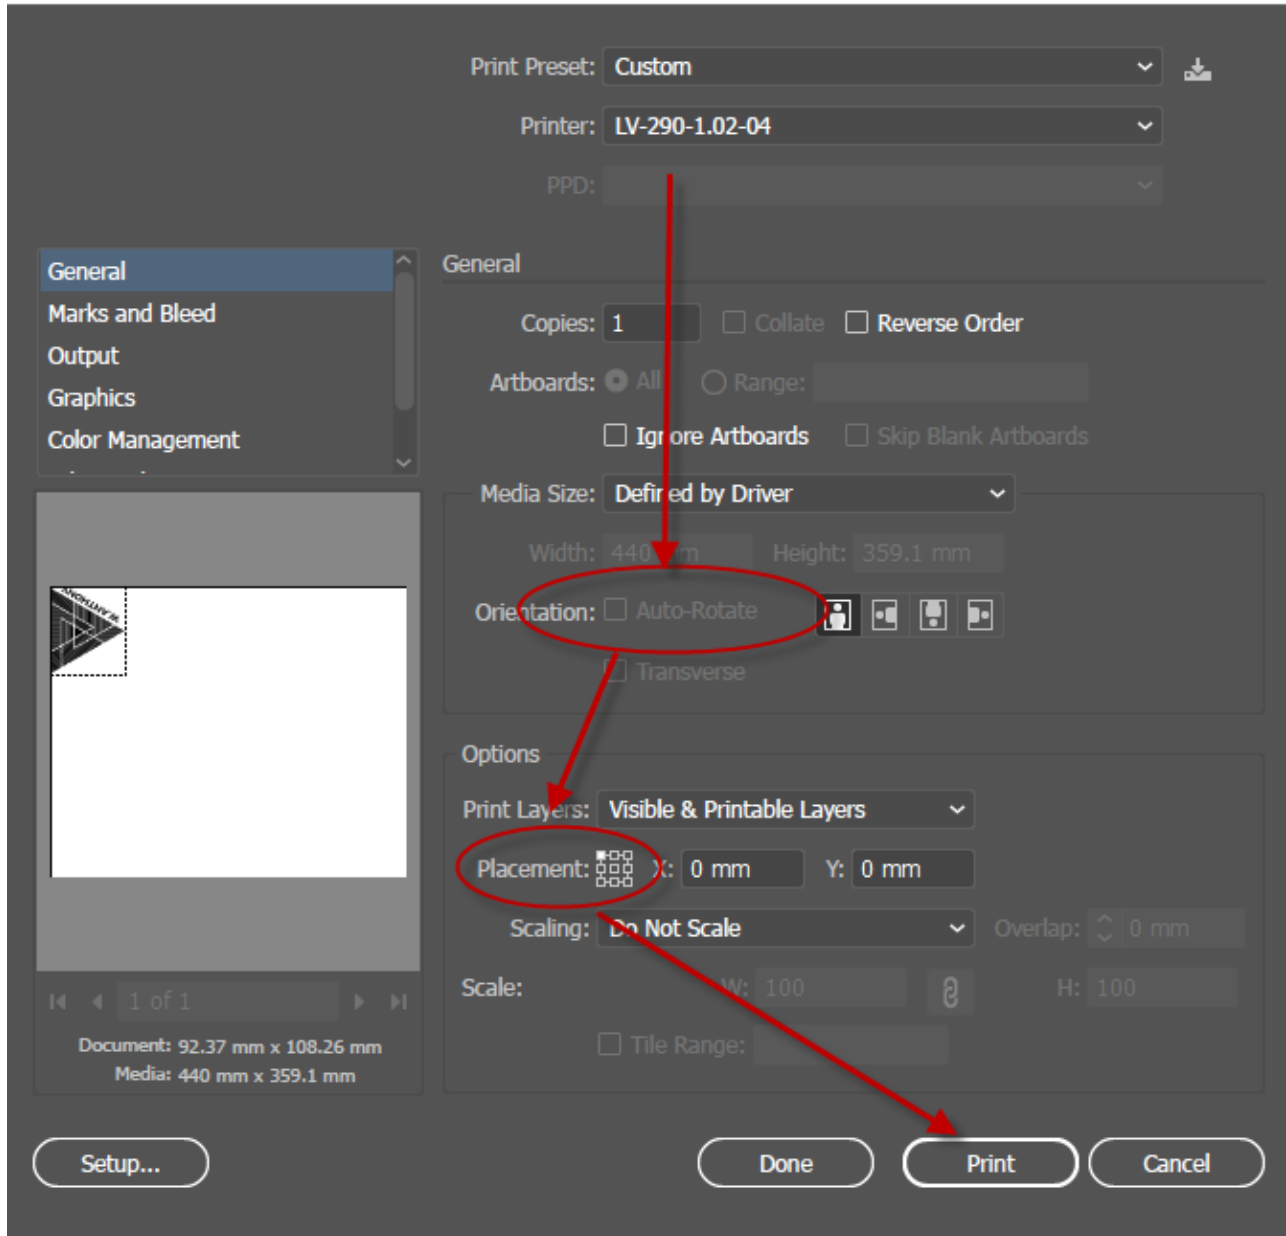 Print Preset: Custom
Printer: LV-290-1.02-04
PPD:
General
Marks and Bleed
Output
Graphics
Color Management
General
Copies: 1 Collate Reverse Order
Artboards: All Range:
Ignore Artboards Skip Blank Artboards
Media Size: Defined by Driver
Width: 440 mm Height: 359.1 mm
Orientation: Auto-Rotate
Transverse
Options
Print Layers: Visible & Printable Layers
Placement: X: 0 mm Y: 0 mm
Scaling: Do Not Scale Overlap: 0 mm
Scale: W: 100 H: 100
Tile Range:
1 of 1
Document: 92.37 mm x 108.26 mm
Media: 440 mm x 359.1 mm
Setup... Done Print Cancel